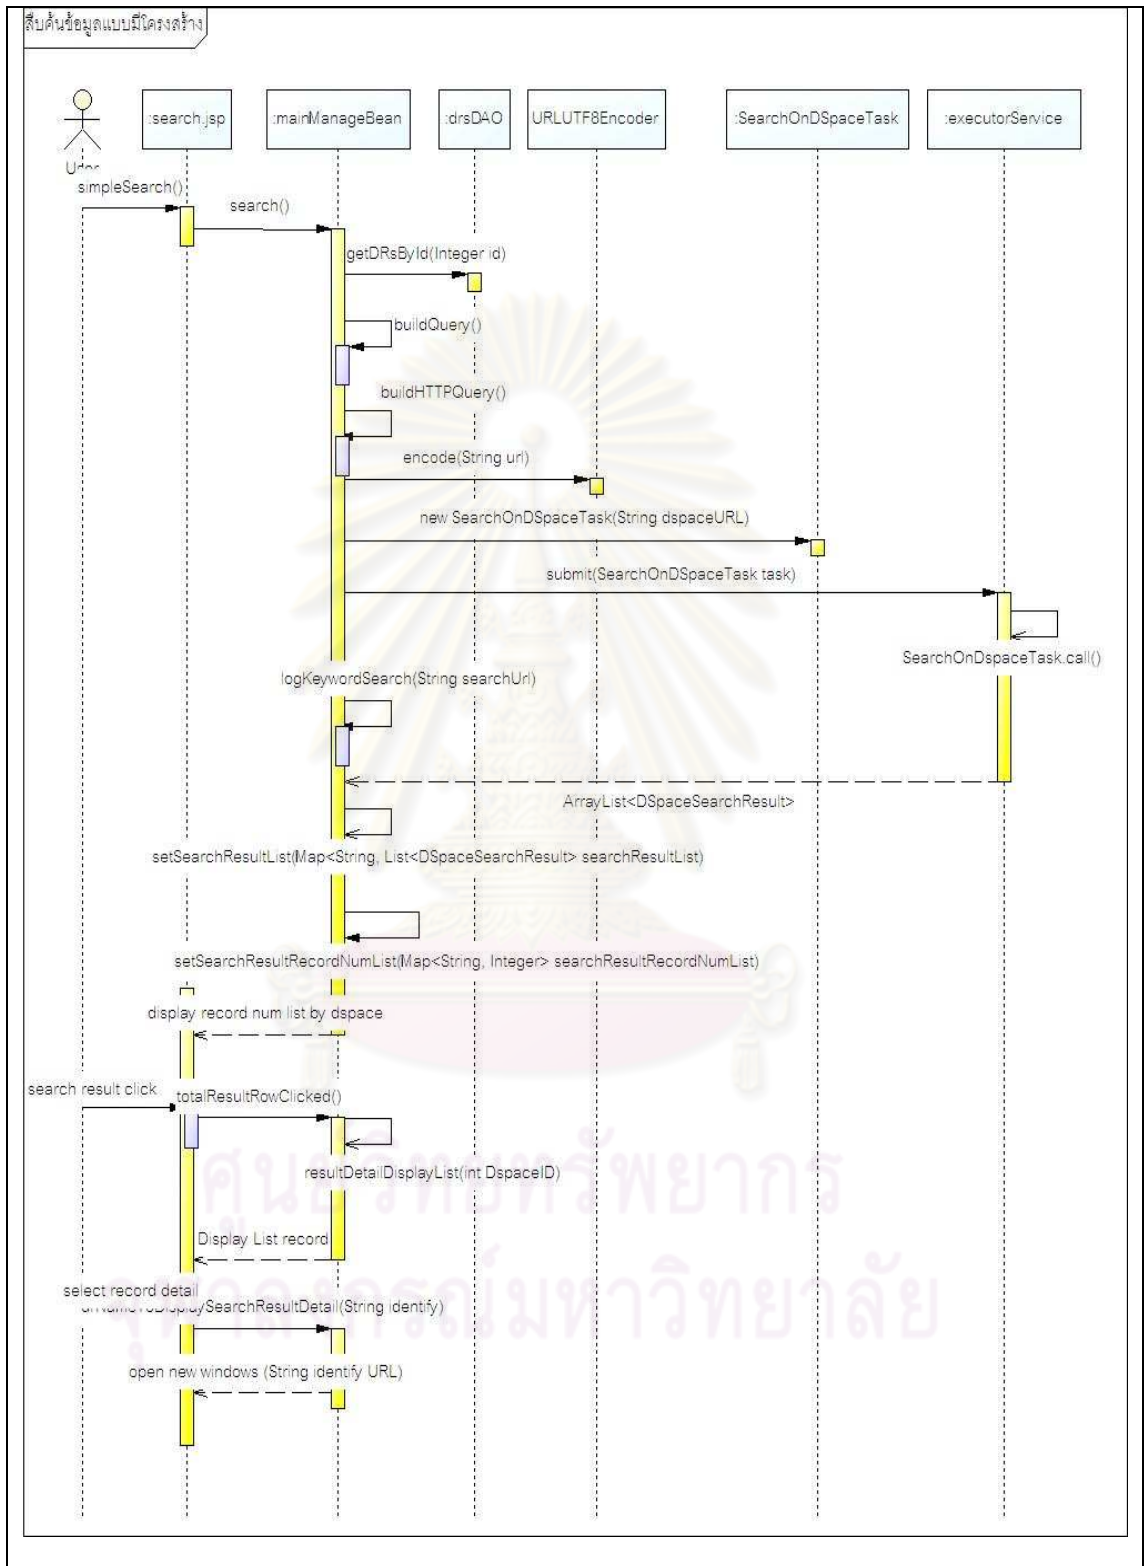 สืบค้นข้อมูลแบบมีโครงสร้าง
:search.jsp
:mainManageBean
:drsDAO
URLUTF8Encoder
:SearchOnDSpaceTask
:executorService
simpleSearch()
search()
getDRsById(Integer id)
buildQuery()
buildHTTPQuery()
encode(String url)
new SearchOnDSpaceTask(String dspaceURL)
submit(SearchOnDSpaceTask task)
SearchOnDspaceTask.call()
logKeywordSearch(String searchUrl)
ArrayList<DSpaceSearchResult>
setSearchResultList(Map<String, List<DSpaceSearchResult> searchResultList)
setSearchResultRecordNumList(Map<String, Integer> searchResultRecordNumList)
display record num list by dspace
search result click
totalResultRowClicked()
resultDetailDisplayList(int DspaceID)
ศูนย์วิทยทรัพยากร
Display List record
จุฬาลงกรณ์มหาวิทยาลัย
select record detail
SearchResultDetail(String identify)
open new windows (String identify URL)